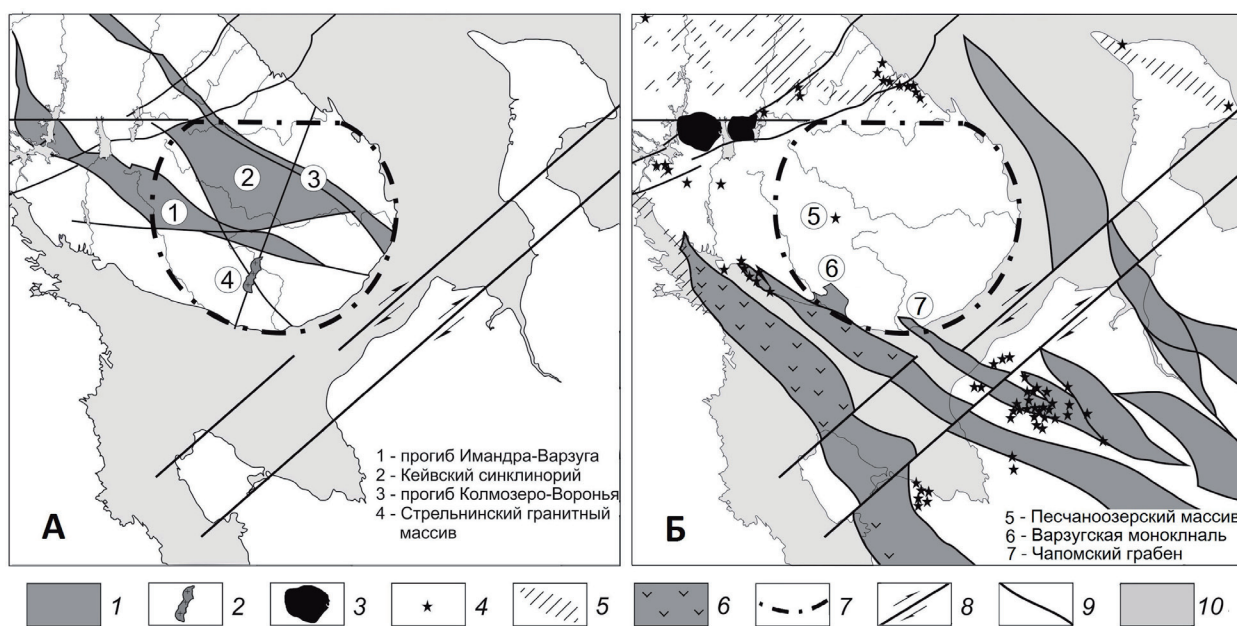 1
2
3
4
1 - прогиб Имандра-Варзуга
2 - Кейвский синклинорий
3 - прогиб Колмозеро-Воронья
4 - Стрельнинский гранитный
массив
А
5
6
7
5 - Песчаноозерский массив
6 - Варзугская моноклналь
7 - Чапомский грабен
Б
1 2 3 4 5 6 7 8 9 10